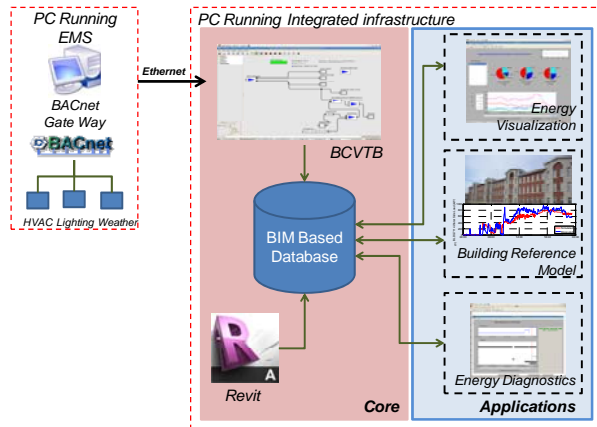 PC Running
EMS
BACnet
Gate Way
BACnet
HVAC Lighting Weather
Ethernet
PC Running Integrated infrastructure
BCVTB
BIM Based
Database
R
A
Revit
Core
Energy
Visualization
Building Reference
Model
Energy Diagnostics
Applications